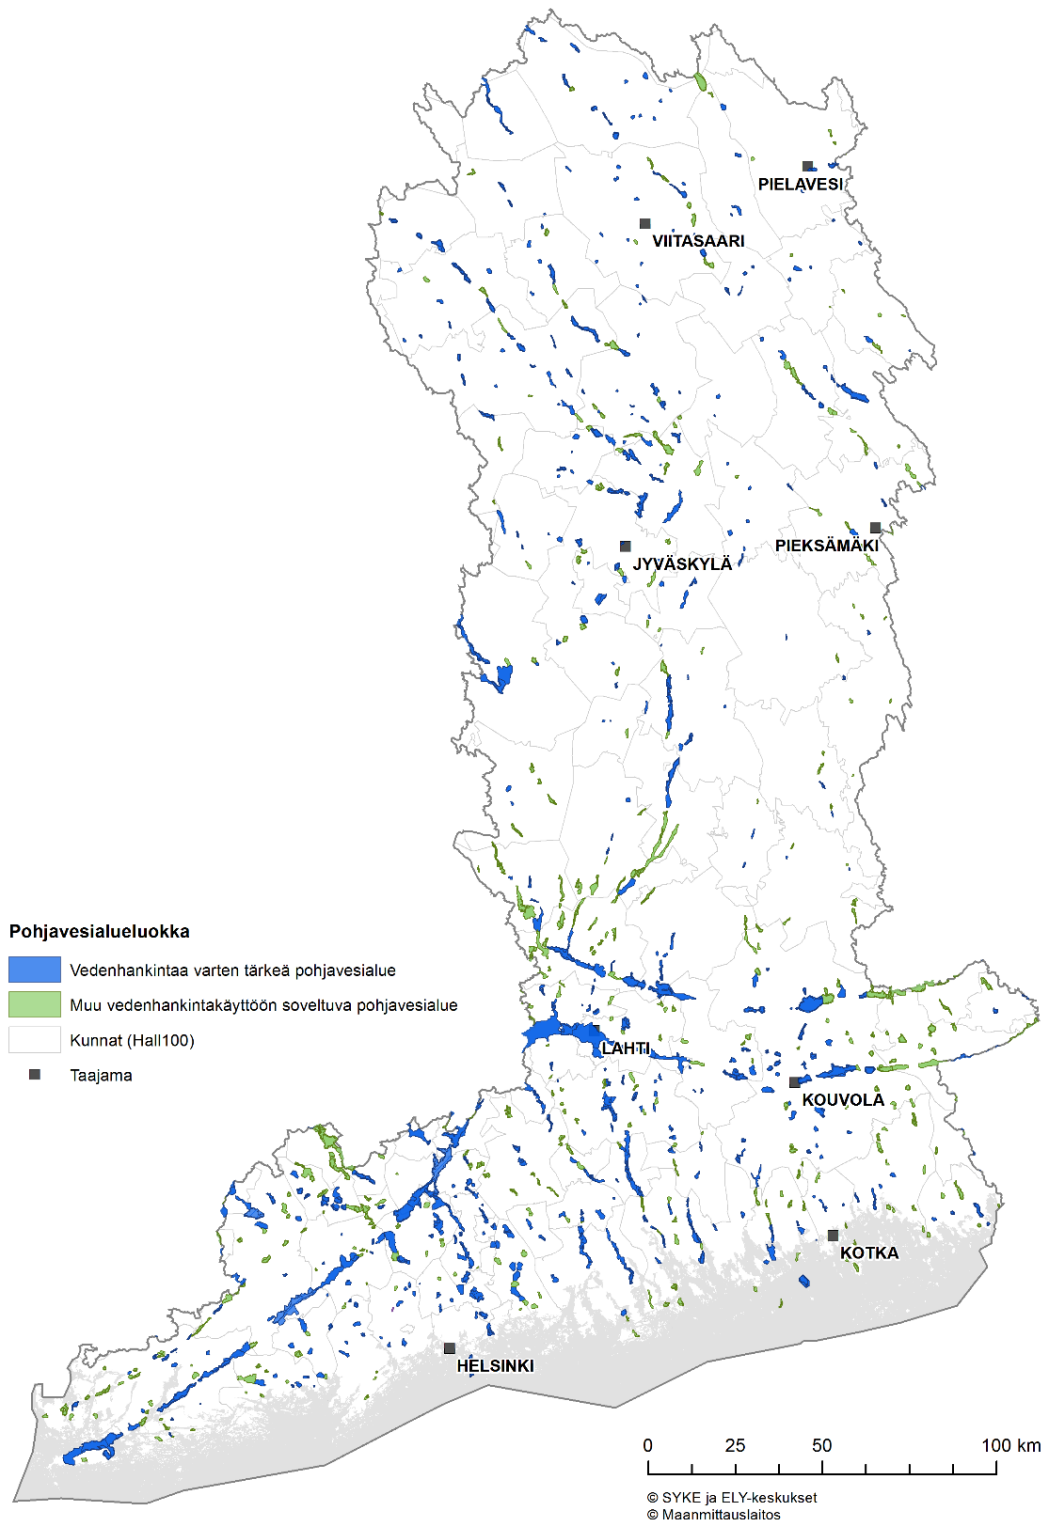 PIELAVESI
VIITASAARI
PIEKSÄMÄKI
JYVÄSKYLÄ
Pohjavesialueluokka
Vedenhankintaa varten tärkeä pohjavesialue
Muu vedenhankintakäyttöön soveltuva pohjavesialue
Kunnat (Hall100)
Taajama
LAHTI
KOUVOLA
KOTKA
HELSINKI
0 25 50 100 km
© SYKE ja ELY-keskukset
© Maanmittauslaitos